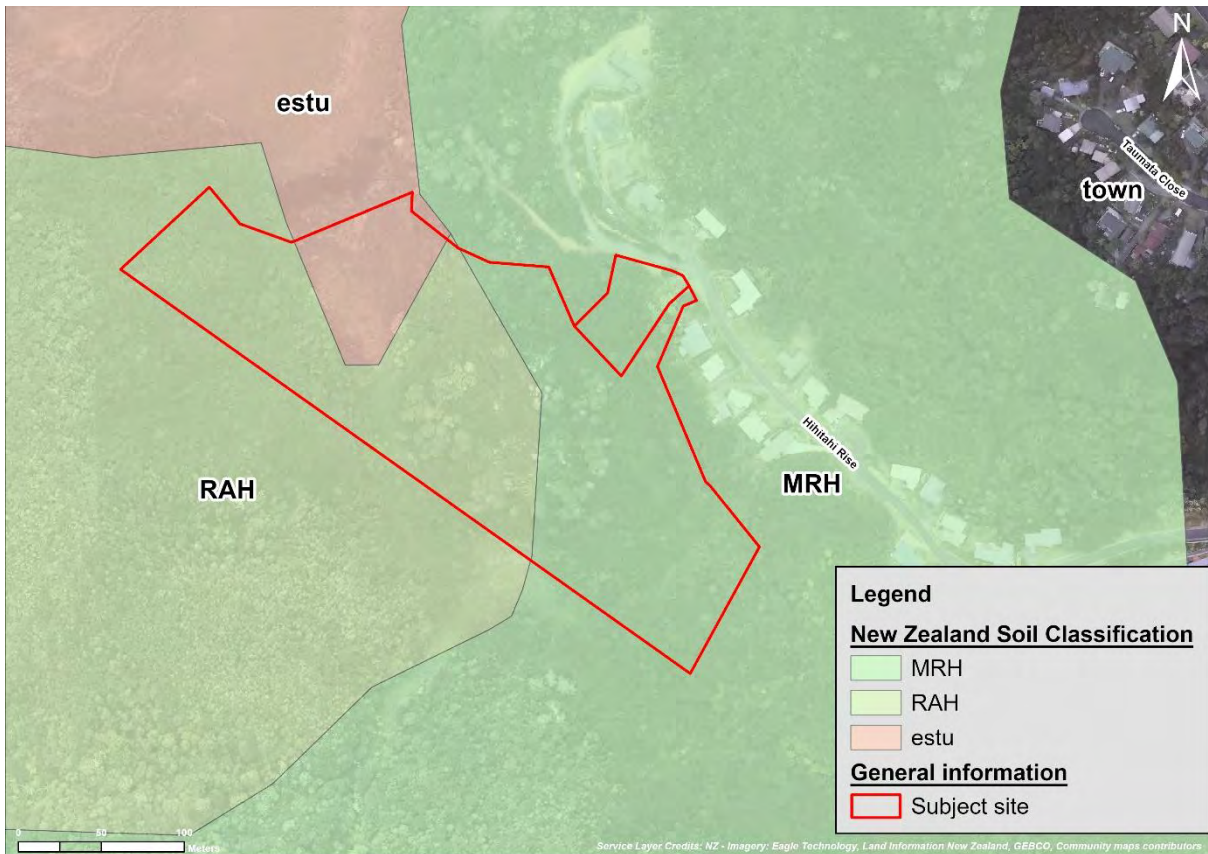 N
estu
Taumata Close
town
Hihitahi Rise
RAH
MRH
Legend
New Zealand Soil Classification
MRH
RAH
estu
General information
Subject site
0 50 100
Meters
Service Layer Credits: NZ - Imagery: Eagle Technology, Land Information New Zealand, GEBCO, Community maps contributors